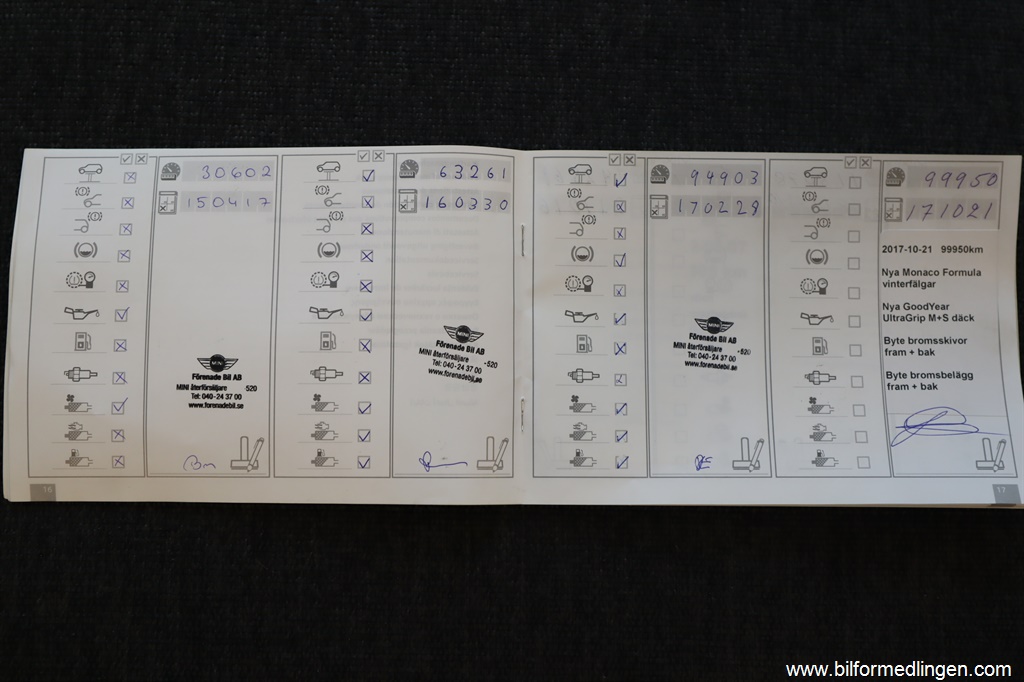 30602
150417
MINI
Förenade Bil AB
MINI återförsäljare -520
Tel: 040-24 37 00
www.forenadebil.se
16
63261
160330
MINI
Förenade Bil AB
MINI återförsäljare -520
Tel: 040-24 37 00
www.forenadebil.se
94903
170229
MINI
Förenade Bil AB
MINI återförsäljare -520
Tel: 040-24 37 00
www.forenadebil.se
99950
171021
2017-10-21 99950km
Nya Monaco Formula
vinterfälgar
Nya GoodYear
UltraGrip M+S däck
Byte bromsskivor
fram + bak
Byte bromsbelägg
fram + bak
17
www.bilformedlingen.com